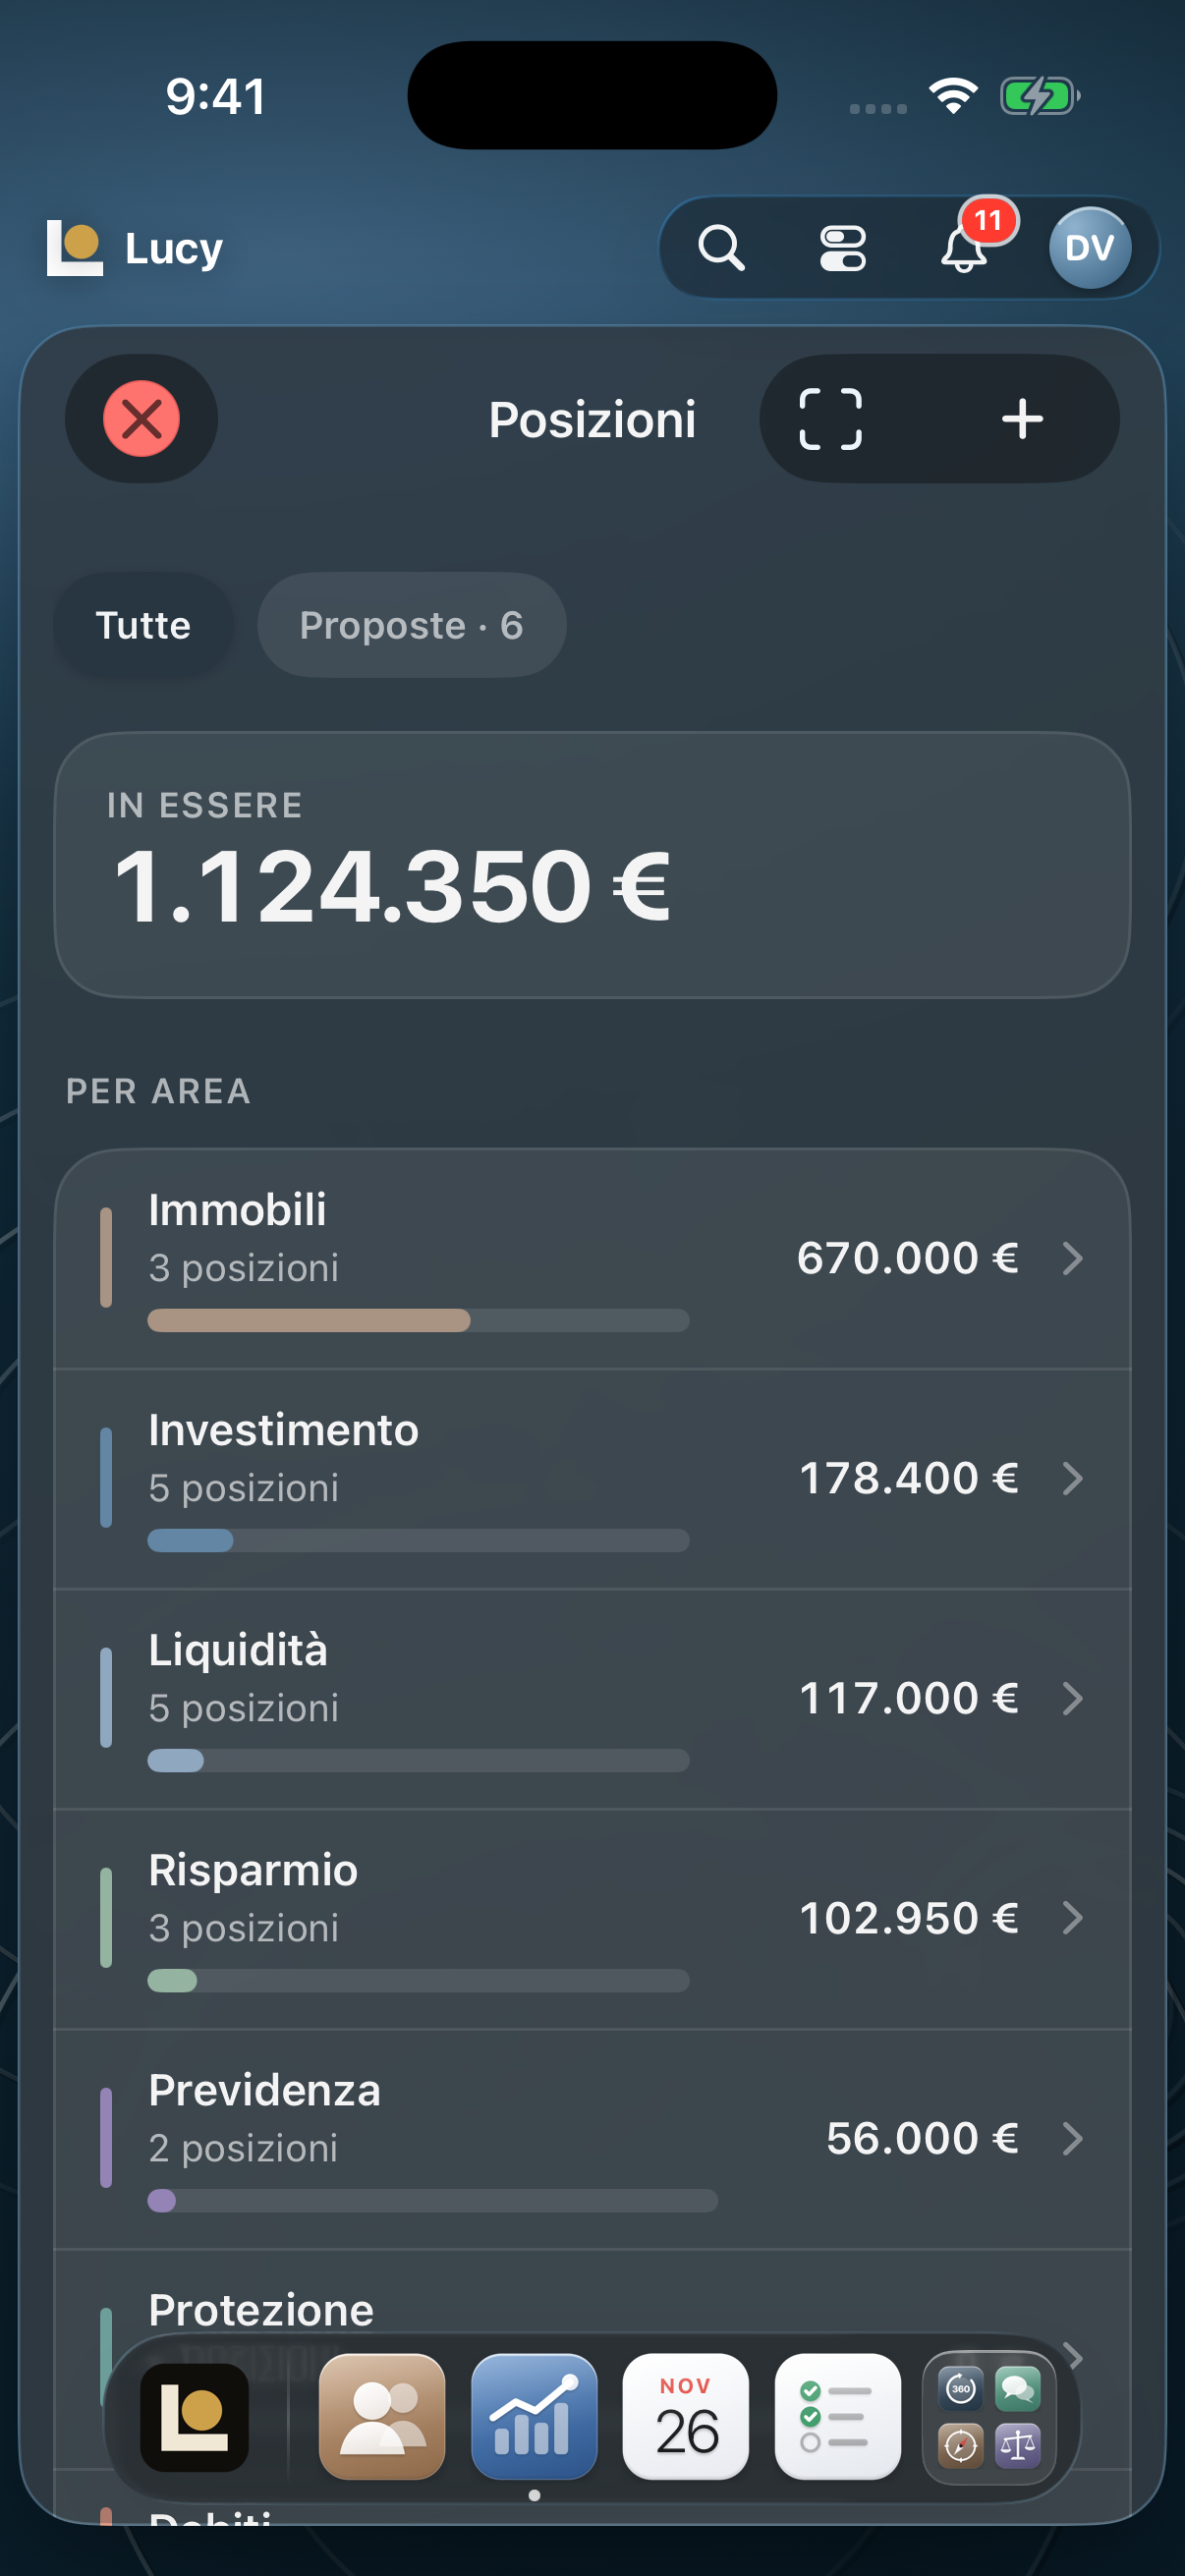 9:41
Lucy
11
DV
Posizioni
Tutte
Proposte · 6
IN ESSERE
1.124.350 €
PER AREA
Immobili
3 posizioni
670.000 €
Investimento
5 posizioni
178.400 €
Liquidità
5 posizioni
117.000 €
Risparmio
3 posizioni
102.950 €
Previdenza
2 posizioni
56.000 €
Protezione
NOV
26
360
Debiti